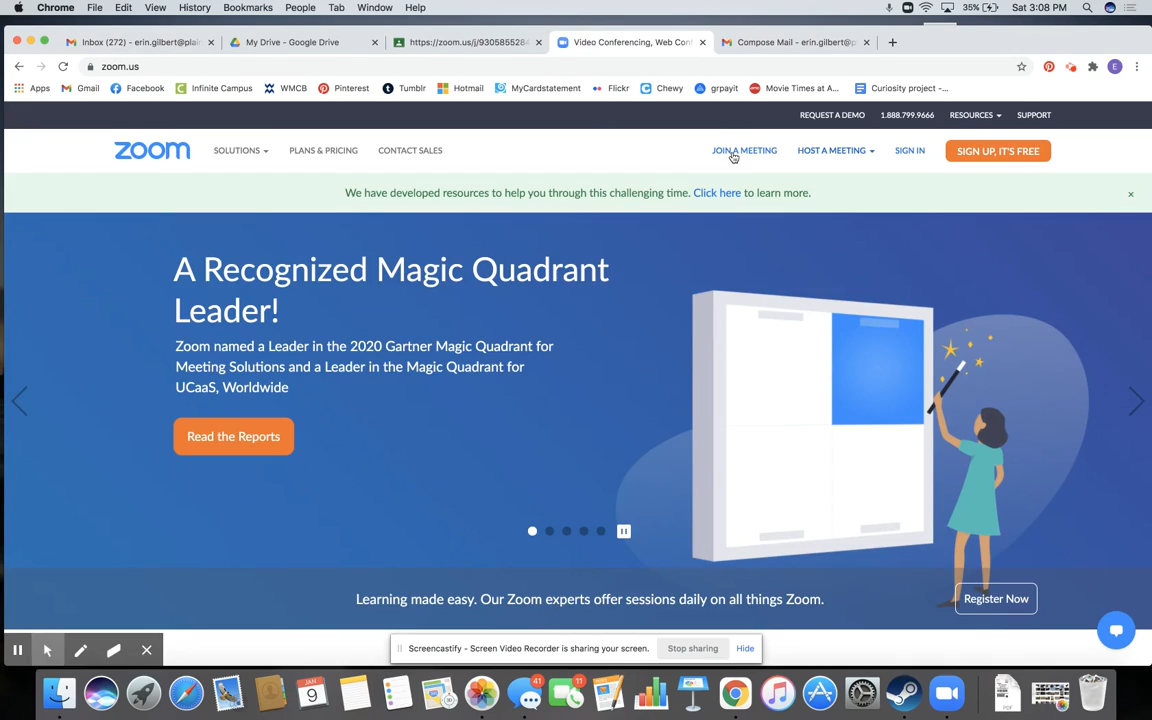 Chrome File Edit View History Bookmarks People Tab Window Help 35% Sat 3:08 PM
Inbox (272) - erin.gilbert@plain My Drive - Google Drive https://zoom.us/j/9305855284 Video Conferencing, Web Conf Compose Mail - erin.gilbert@p
zoom.us E
Apps Gmail Facebook Infinite Campus WMCB Pinterest Tumblr Hotmail MyCardstatement Flickr Chewy grpayit Movie Times at A... Curiosity project -...
REQUEST A DEMO 1.888.799.9666 RESOURCES SUPPORT
zoom SOLUTIONS PLANS & PRICING CONTACT SALES JOIN A MEETING HOST A MEETING SIGN IN SIGN UP, IT'S FREE
We have developed resources to help you through this challenging time. Click here to learn more. ×
A Recognized Magic Quadrant
Leader!
Zoom named a Leader in the 2020 Gartner Magic Quadrant for
Meeting Solutions and a Leader in the Magic Quadrant for
UCaaS, Worldwide
Read the Reports
Learning made easy. Our Zoom experts offer sessions daily on all things Zoom. Register Now
Screencastify - Screen Video Recorder is sharing your screen. Stop sharing Hide
JAN
9
41
11